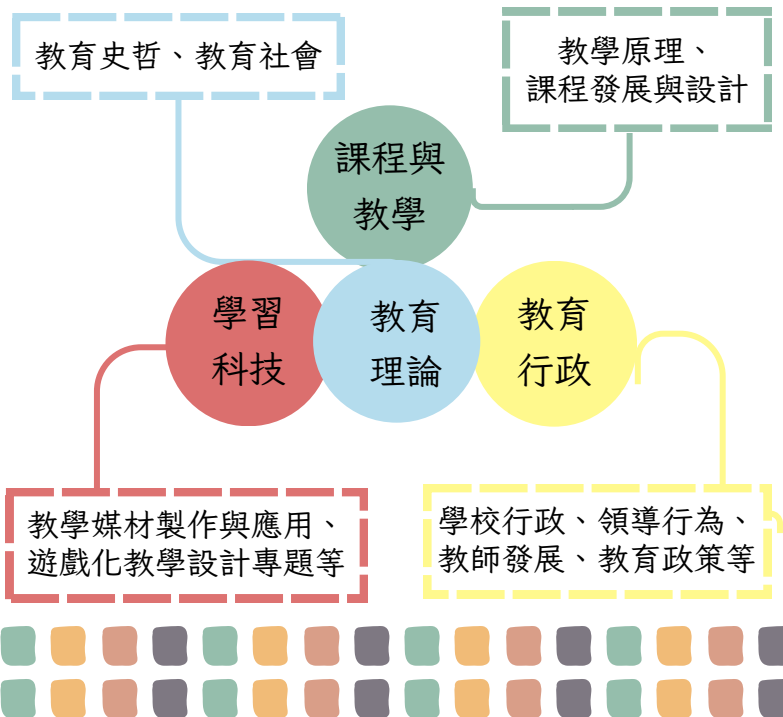 教育史哲、教育社會
教學原理、
課程發展與設計
課程與
教學
學習
科技
教育
理論
教育
行政
教學媒材製作與應用、
遊戲化教學設計專題等
學校行政、領導行為、
教師發展、教育政策等